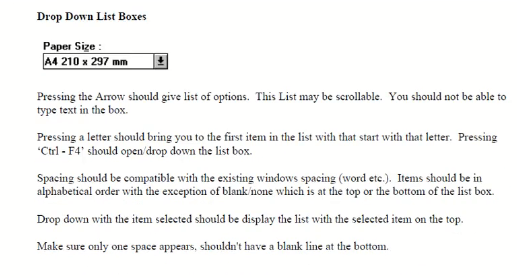 Drop Down List Boxes
Paper Size :
A4 210 x 297 mm
Pressing the Arrow should give list of options. This List may be scrollable. You should not be able to
type text in the box.
Pressing a letter should bring you to the first item in the list with that start with that letter. Pressing
‘Ctrl - F4’ should open/drop down the list box.
Spacing should be compatible with the existing windows spacing (word etc.). Items should be in
alphabetical order with the exception of blank/none which is at the top or the bottom of the list box.
Drop down with the item selected should be display the list with the selected item on the top.
Make sure only one space appears, shouldn't have a blank line at the bottom.